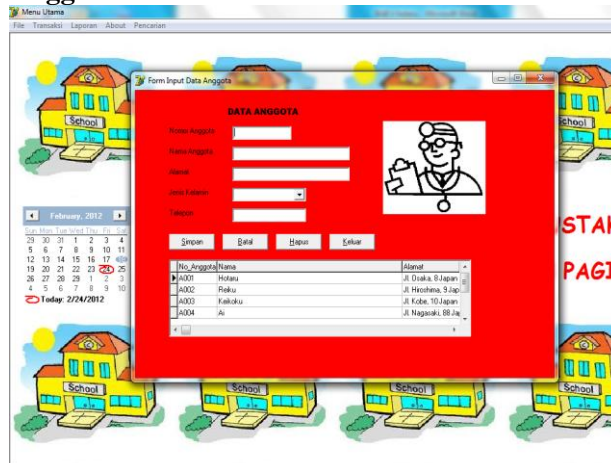 Menu Utama
File Transaksi Laporan About Pencarian
Form Input Data Anggota
DATA ANGGOTA
Nomor Anggota
Nama Anggota
Alamat
Jenis Kelamin
Telepon
Simpan Batal Hapus Keluar
No_Anggota Nama Alamat
A001 Hotaru Jl. Osaka, 8 Japan
A002 Reiku Jl. Hiroshima, 9 Jap
A003 Keikoku Jl. Kobe, 10 Japan
A004 Ai Jl. Nagasaki, 88 Jap
February, 2012
Sun Mon Tue Wed Thu Fri Sat
29 30 31 1 2 3 4
5 6 7 8 9 10 11
12 13 14 15 16 17
19 20 21 22 23 24 25
26 27 28 29 1 2 3
4 5 6 7 8 9 10
Today: 2/24/2012
STAK
PAGI
School
School
School
School
School
School